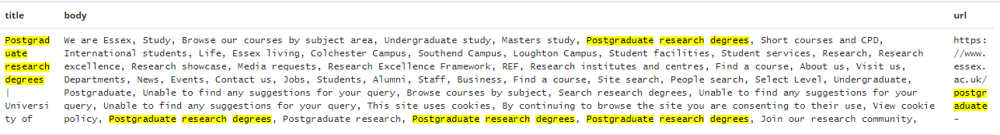 title body url
Postgrad
uate
research
degrees
|
Universi
ty of
We are Essex, Study, Browse our courses by subject area, Undergraduate study, Masters study, Postgraduate research degrees, Short courses and CPD,
International students, Life, Essex living, Colchester Campus, Southend Campus, Loughton Campus, Student facilities, Student services, Research, Research
excellence, Research showcase, Media requests, Research Excellence Framework, REF, Research institutes and centres, Find a course, About us, Visit us,
Departments, News, Events, Contact us, Jobs, Students, Alumni, Staff, Business, Find a course, Site search, People search, Select Level, Undergraduate,
Postgraduate, Unable to find any suggestions for your query, Browse courses by subject, Search research degrees, Unable to find any suggestions for your
query, Unable to find any suggestions for your query, This site uses cookies, By continuing to browse the site you are consenting to their use, View cookie
policy, Postgraduate research degrees, Postgraduate research, Postgraduate research degrees, Postgraduate research degrees, Join our research community,
https:
//www.
essex.
ac.uk/
postgr
aduate
-